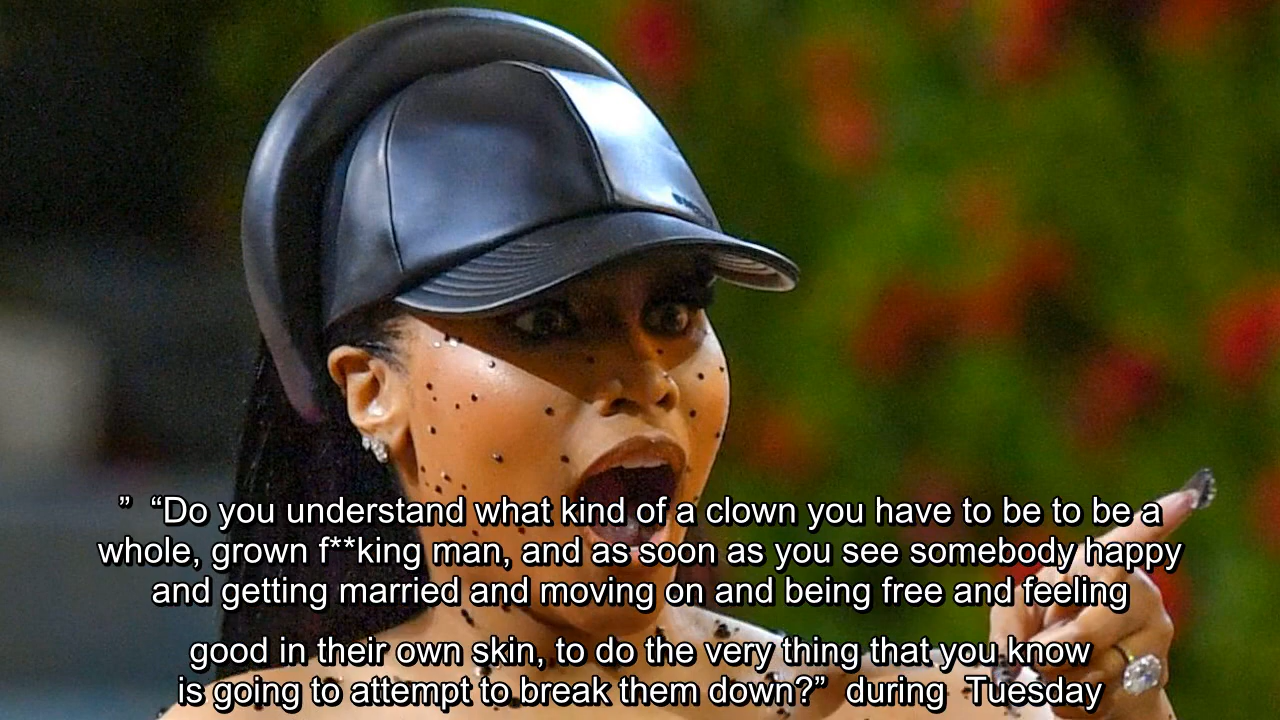 ” “Do you understand what kind of a clown you have to be to be a
whole, grown f**king man, and as soon as you see somebody happy
and getting married and moving on and being free and feeling
good in their own skin, to do the very thing that you know
is going to attempt to break them down?” during Tuesday